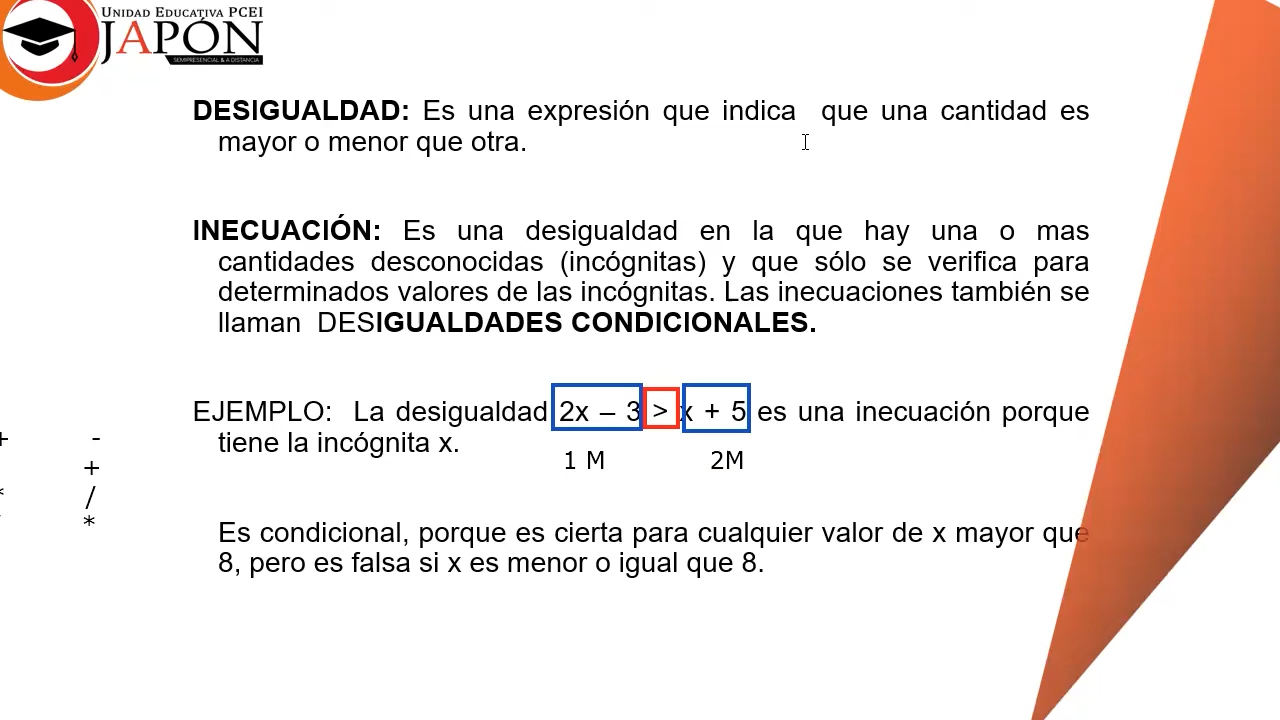 UNIDAD EDUCATIVA PCEI
JAPÓN
SEMIPRESENCIAL & A DISTANCIA
DESIGUALDAD: Es una expresión que indica que una cantidad es
mayor o menor que otra.
INECUACIÓN: Es una desigualdad en la que hay una o mas
cantidades desconocidas (incógnitas) y que sólo se verifica para
determinados valores de las incógnitas. Las inecuaciones también se
llaman DESIGUALDADES CONDICIONALES.
EJEMPLO: La desigualdad 2x – 3 > x + 5 es una inecuación porque
tiene la incógnita x.
1 M 2M
+ -
+
* /
*
Es condicional, porque es cierta para cualquier valor de x mayor que
8, pero es falsa si x es menor o igual que 8.